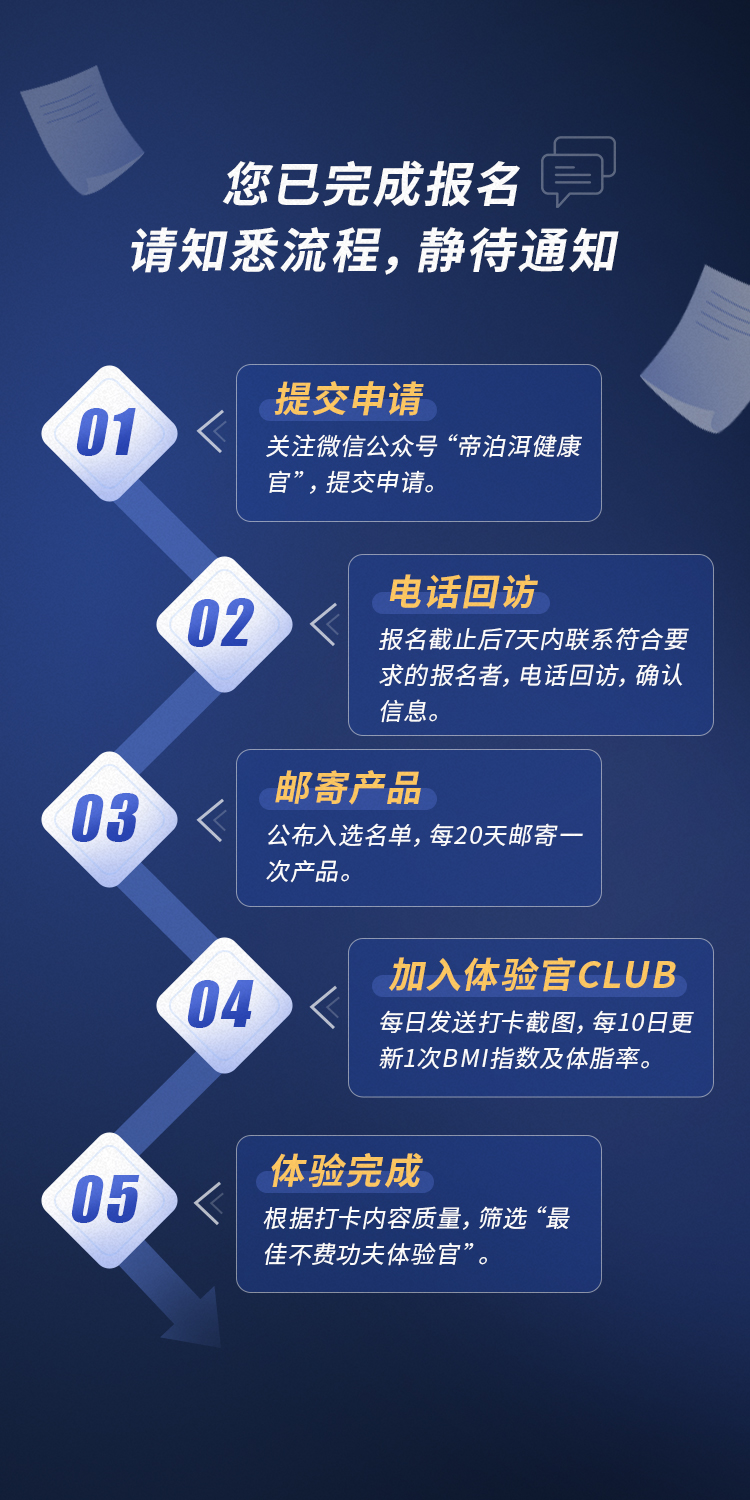 您已完成报名
请知悉流程，静待通知
01
提交申请
关注微信公众号“帝泊洱健康
官”，提交申请。
02
电话回访
报名截止后7天内联系符合要
求的报名者，电话回访，确认
信息。
03
邮寄产品
公布入选名单，每20天邮寄一
次产品。
04
加入体验官CLUB
每日发送打卡截图，每10日更
新1次BMI指数及体脂率。
05
体验完成
根据打卡内容质量，筛选“最
佳不费功夫体验官”。